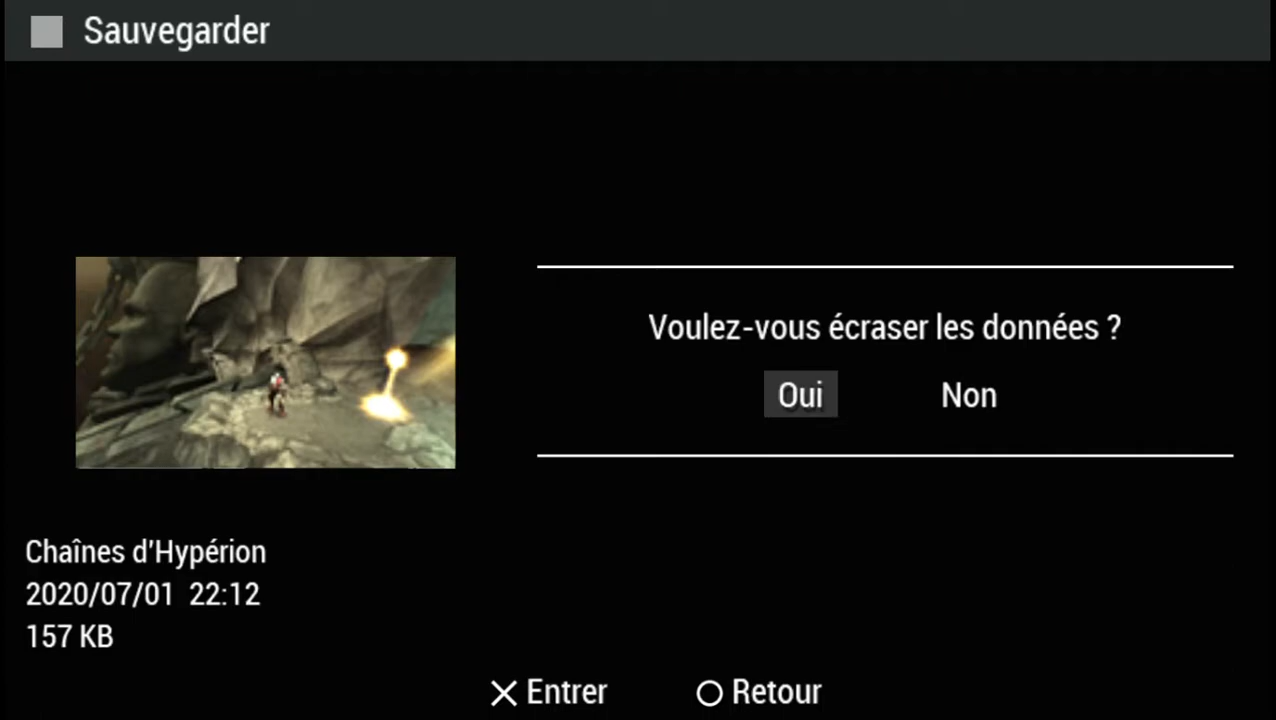 Sauvegarder
Voulez-vous écraser les données ?
Oui Non
Chaînes d'Hypérion
2020/07/01 22:12
157 KB
Entrer Retour